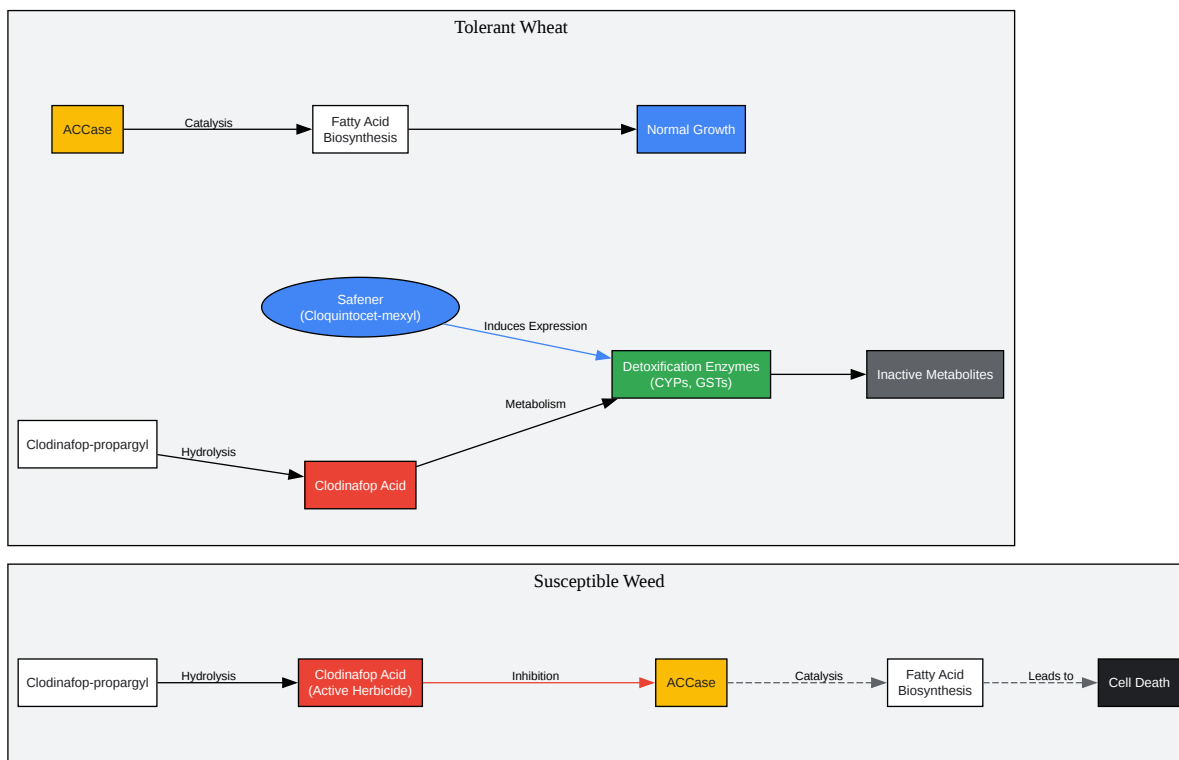 Tolerant Wheat
ACCase
Catalysis
Fatty Acid
Biosynthesis
Normal Growth
Safener
(Cloquintocet-mexyl)
Induces Expression
Detoxification Enzymes
(CYPs, GSTs)
Inactive Metabolites
Metabolism
Clodinafop-propargyl
Hydrolysis
Clodinafop Acid
Susceptible Weed
Clodinafop-propargyl
Hydrolysis
Clodinafop Acid
(Active Herbicide)
Inhibition
ACCase
Catalysis
Fatty Acid
Biosynthesis
Leads to
Cell Death